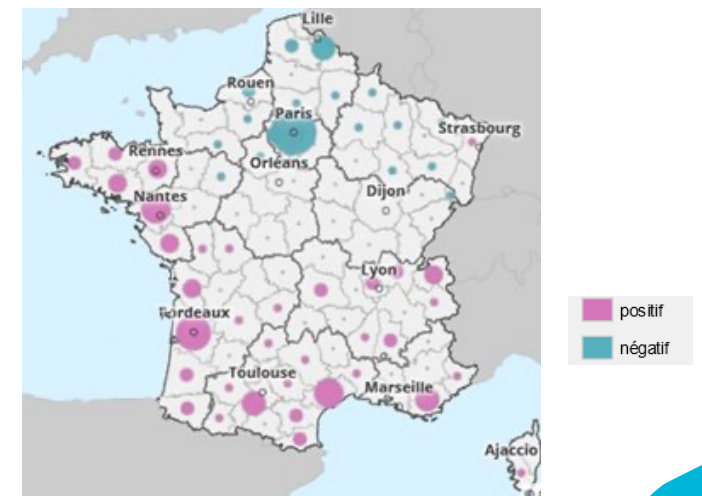 Lille
Rouen
Paris
Strasbourg
Rennes
Orléans
Nantes
Dijon
Lyon
Bordeaux
Toulouse
Marseille
Ajaccio
positif
négatif